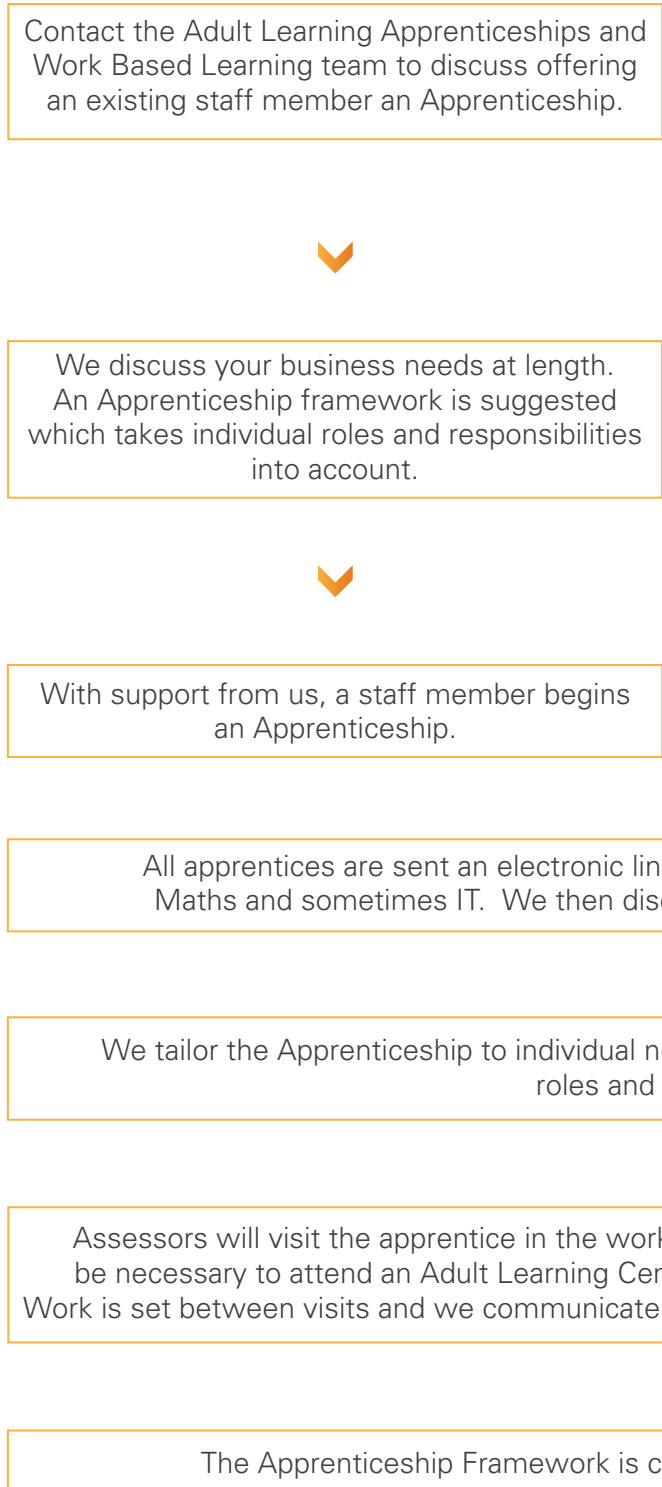 Contact the Adult Learning Apprenticeships and
Work Based Learning team to discuss offering
an existing staff member an Apprenticeship.
We discuss your business needs at length.
An Apprenticeship framework is suggested
which takes individual roles and responsibilities
into account.
With support from us, a staff member begins
an Apprenticeship.
All apprentices are sent an electronic
Maths and sometimes IT. We then
We tailor the Apprenticeship to individual
roles and
Assessors will visit the apprentice in the
be necessary to attend an Adult Learning
Work is set between visits and we communicate
The Apprenticeship Framework is